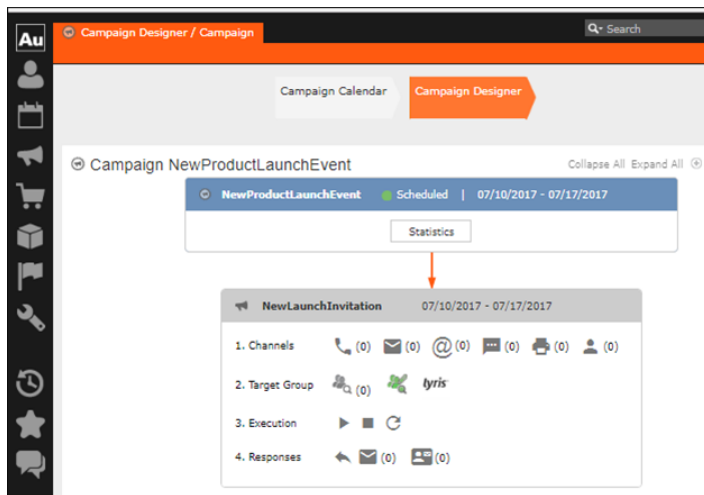 Au
Campaign Designer / Campaign
Search
Campaign Calendar
Campaign Designer
Campaign NewProductLaunchEvent
Collapse All Expand All
NewProductLaunchEvent Scheduled | 07/10/2017 - 07/17/2017
Statistics
NewLaunchInvitation 07/10/2017 - 07/17/2017
1. Channels (0) (0) @ (0) (0) (0) (0)
2. Target Group (0) lyris
3. Execution
4. Responses (0) (0)